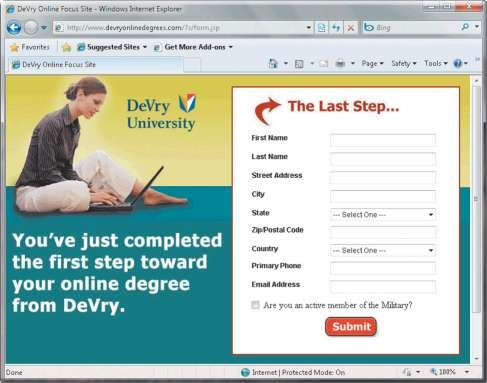 DeVry Online Focus Site - Windows Internet Explorer
http://www.devryonlinedegrees.com/7s/form.jsp
Bing
Favorites
Suggested Sites
Get More Add-ons
DeVry Online Focus Site
Page
Safety
Tools
DeVry
University
You've just completed
the first step toward
your online degree
from DeVry.
The Last Step...
First Name
Last Name
Street Address
City
State
--- Select One ---
Zip/Postal Code
Country
--- Select One ---
Primary Phone
Email Address
Are you an active member of the Military?
Submit
Done
Internet | Protected Mode: On
100%